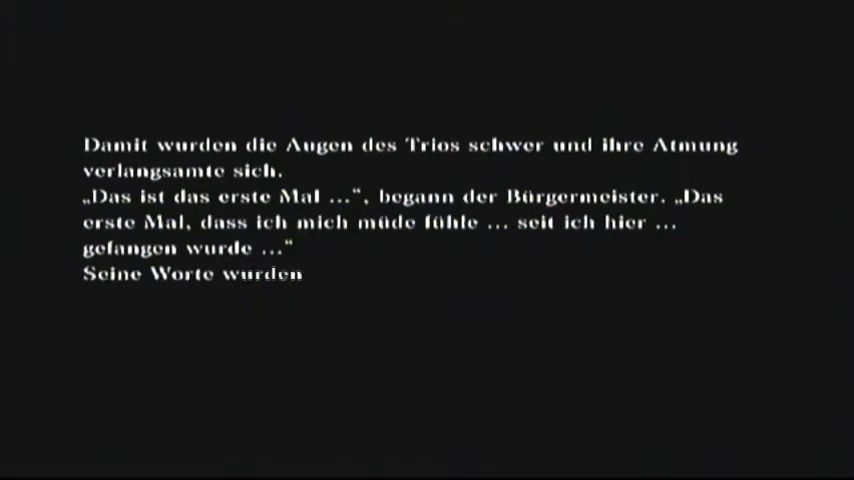 Damit wurden die Augen des Trios schwer und ihre Atmung
verlangsamte sich.
„Das ist das erste Mal ...“, begann der Bürgermeister. „Das
erste Mal, dass ich mich müde fühle ... seit ich hier ...
gefangen wurde ...“
Seine Worte wurden